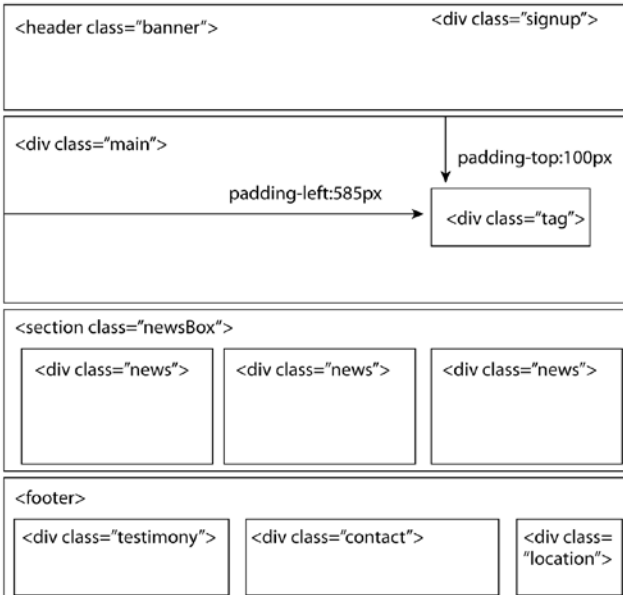 <header class="banner">
<div class="signup">
<div class="main">
padding-top:100px
padding-left:585px
<div class="tag">
<section class="newsBox">
<div class="news">
<div class="news">
<div class="news">
<footer>
<div class="testimony">
<div class="contact">
<div class=
"location">